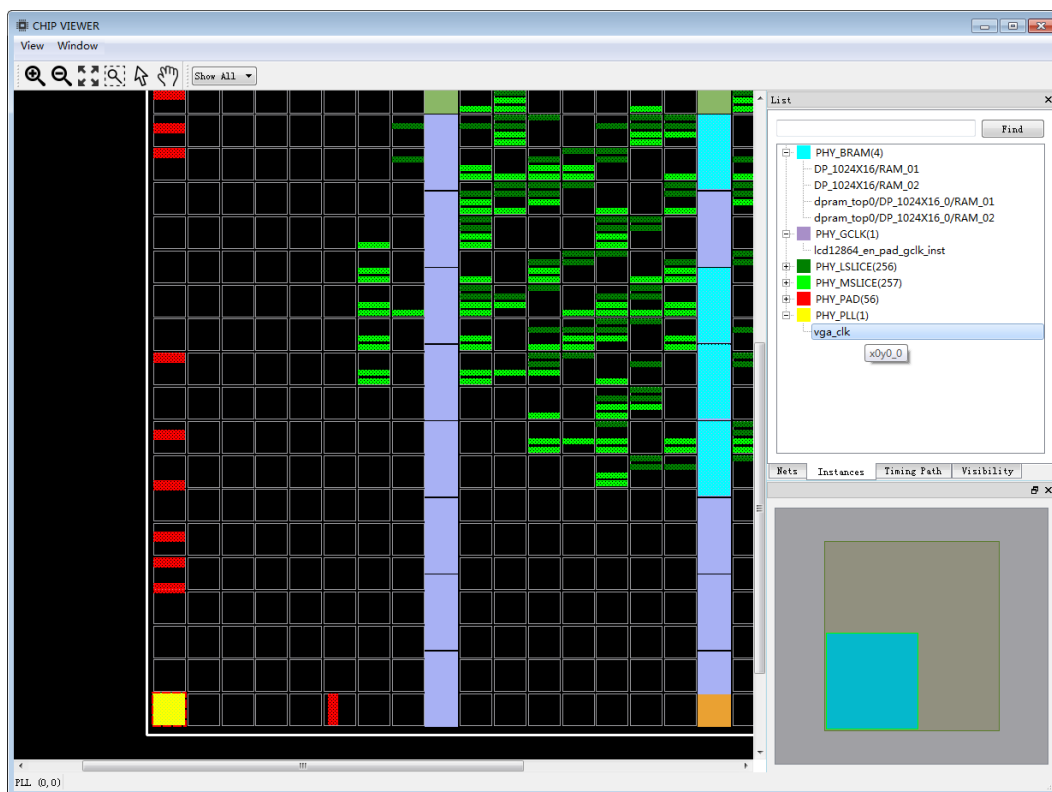 CHIP VIEWER
View Window
Show All
List
Find
PHY_BRAM(4)
DP_1024X16/RAM_01
DP_1024X16/RAM_02
dpram_top0/DP_1024X16_0/RAM_01
dpram_top0/DP_1024X16_0/RAM_02
PHY_GCLK(1)
lcd12864_en_pad_gclk_inst
PHY_LSLICE(256)
PHY_MSLICE(257)
PHY_PAD(56)
PHY_PLL(1)
vga_clk
x0y0_0
Nets Instances Timing Path Visibility
PLL (0,0)